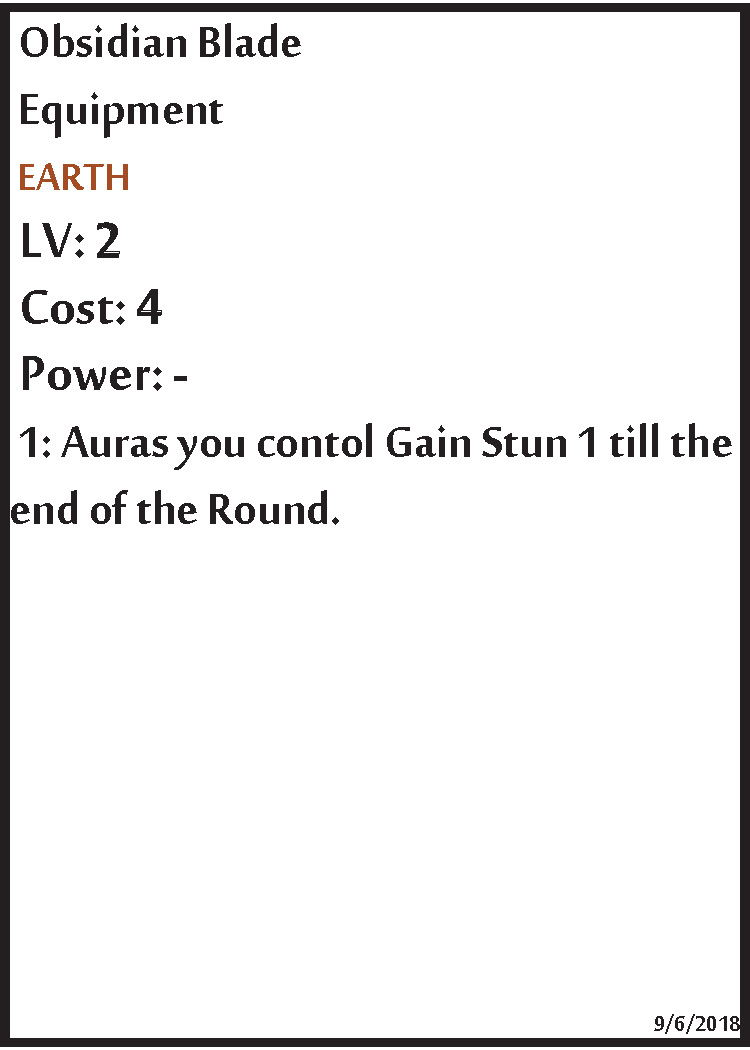 Obsidian Blade
Equipment
EARTH
LV: 2
Cost: 4
Power: -
1: Auras you contol Gain Stun 1 till the
end of the Round.
9/6/2018